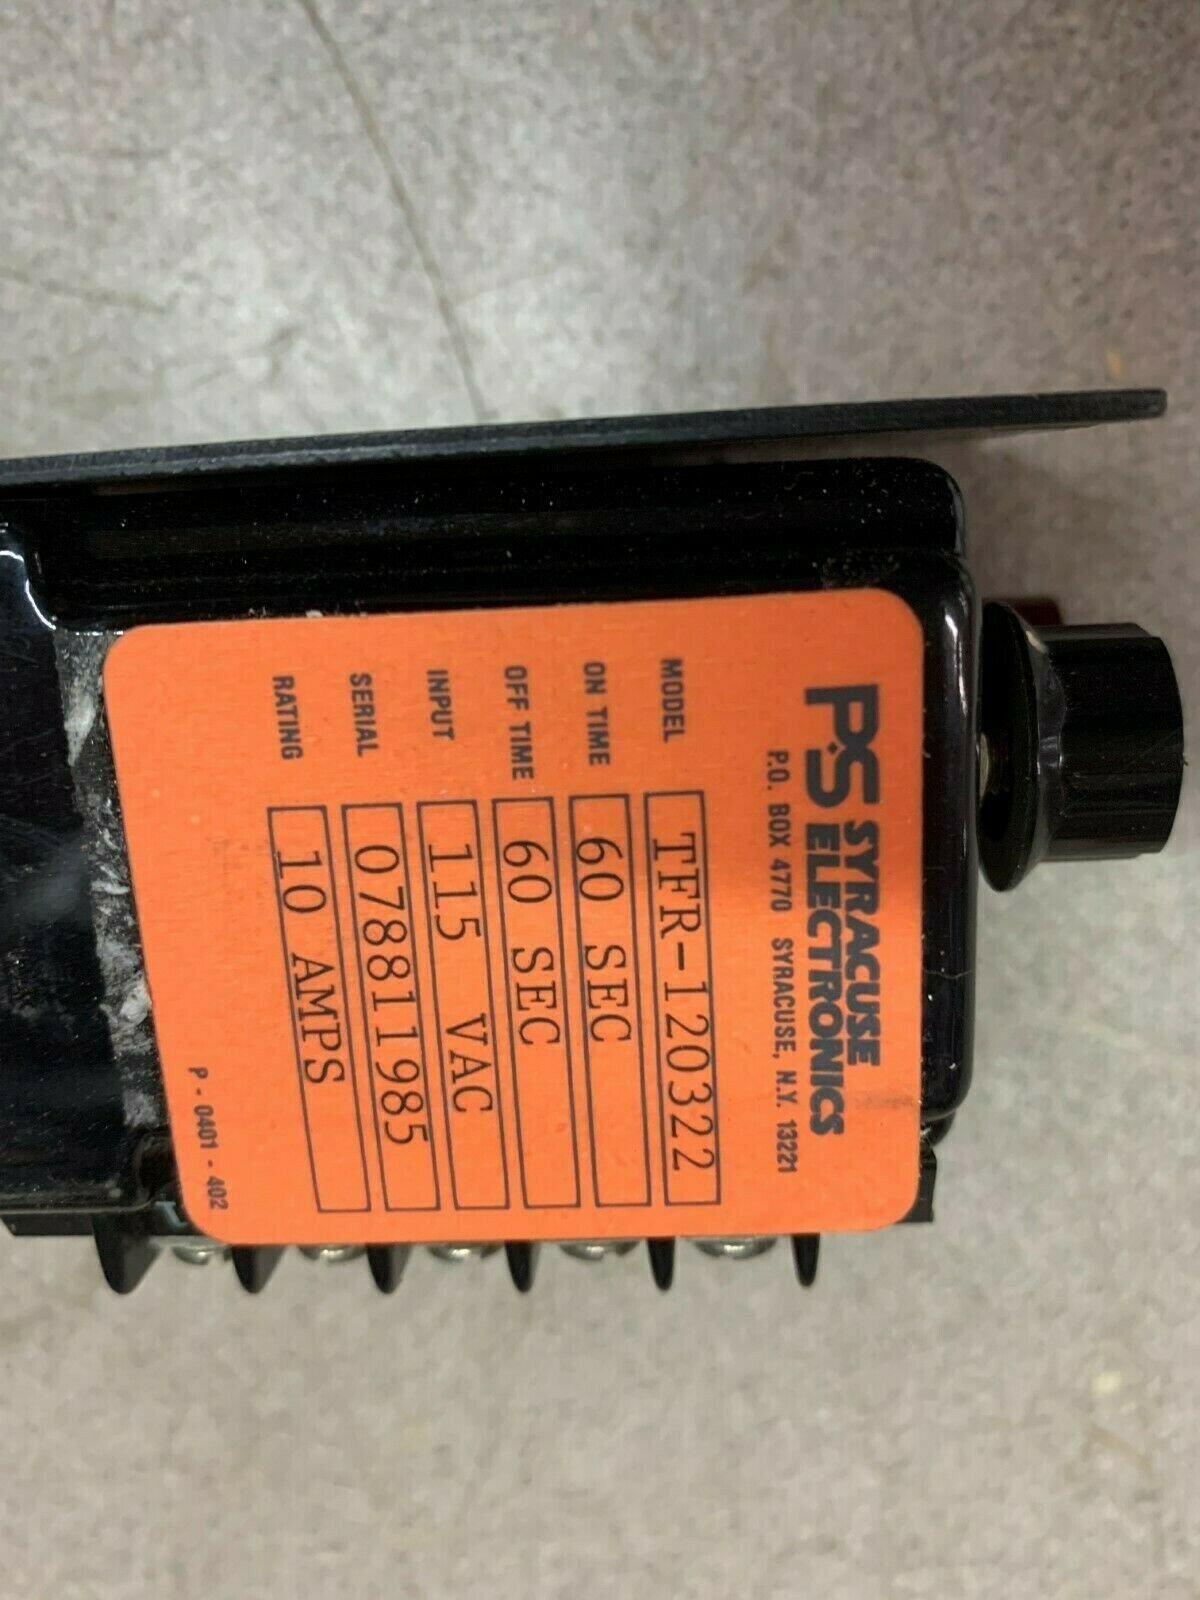 PS SYRACUSE
ELECTRONICS
P.O. BOX 4770 SYRACUSE, N.Y. 13221
MODEL TFR-120322
ON TIME 60 SEC
OFF TIME 60 SEC
INPUT 115 VAC
SERIAL 078811985
RATING 10 AMPS
P - 0401 - 402